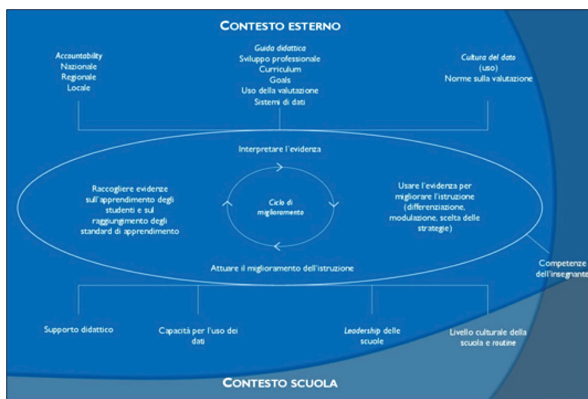 CONTESTO ESTERNO
Accountability
Nazionale
Regionale
Locale
Guida didattica
Sviluppo professionale
Curriculum
Goals
Uso della valutazione
Sistemi di dati
Cultura del dato
(uso)
Norme sulla valutazione
Interpretare l'evidenza
Raccogliere evidenze
sull'apprendimento degli
studenti e sul
raggiungimento degli
standard di apprendimento
Ciclo di
miglioramento
Usare l'evidenza per
migliorare l'istruzione
(differenziazione,
modulazione, scelta delle
strategie)
Attuare il miglioramento dell'istruzione
Competenze
dell'insegnante
Supporto didattico
Capacità per l'uso dei
dati
Leadership delle
scuole
Livello culturale della
scuola e routine
CONTESTO SCUOLA